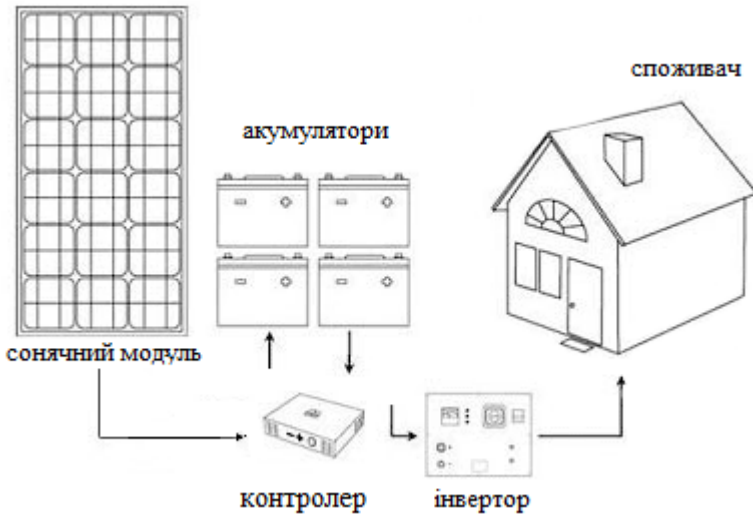 споживач
акумулятори
сонячний модуль
контролер
інвертор